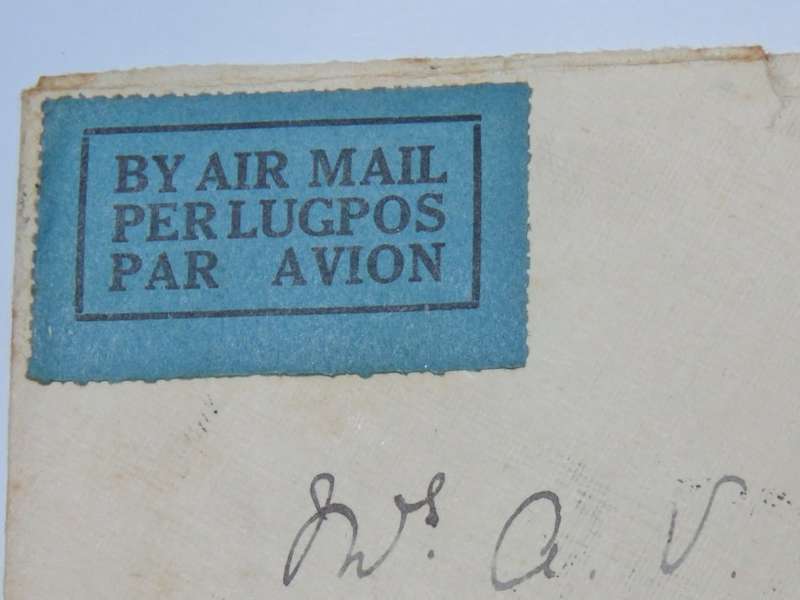 BY AIR MAIL
PER LUGPOS
PAR AVION
Mrs. A. V.